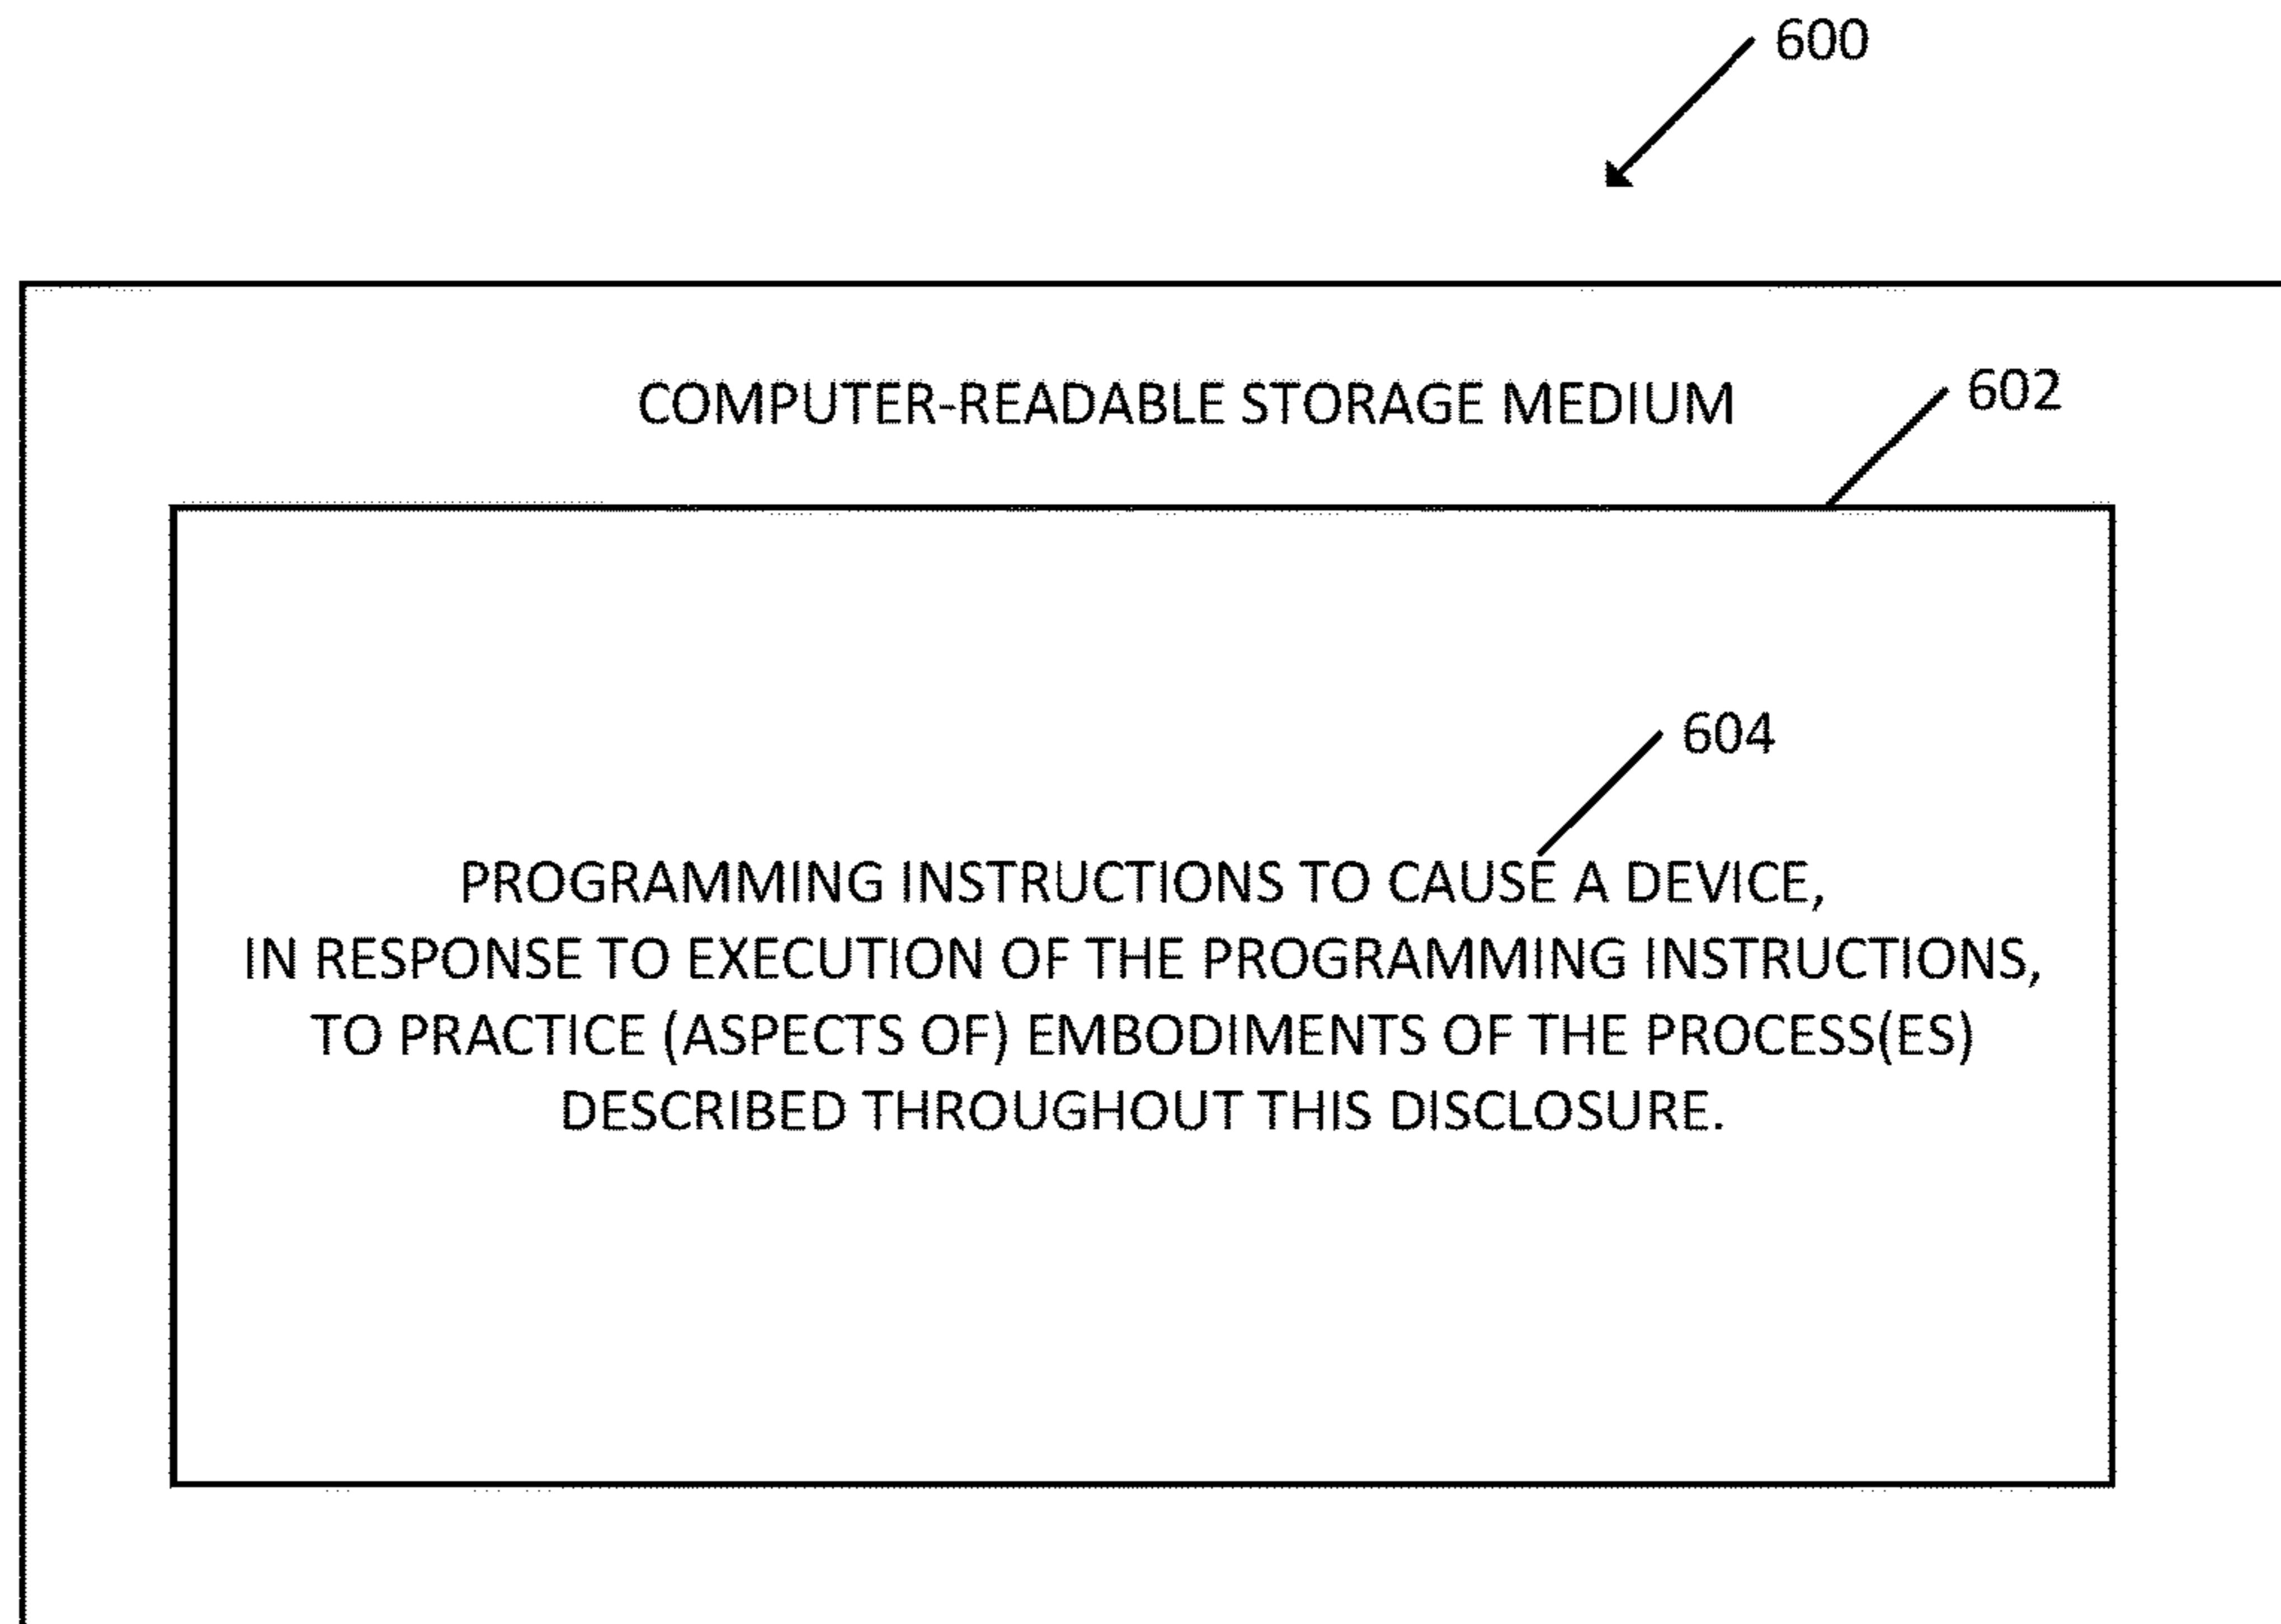 600
COMPUTER-READABLE STORAGE MEDIUM
602
604
PROGRAMMING INSTRUCTIONS TO CAUSE A DEVICE,
IN RESPONSE TO EXECUTION OF THE PROGRAMMING INSTRUCTIONS,
TO PRACTICE (ASPECTS OF) EMBODIMENTS OF THE PROCESS(ES)
DESCRIBED THROUGHOUT THIS DISCLOSURE.